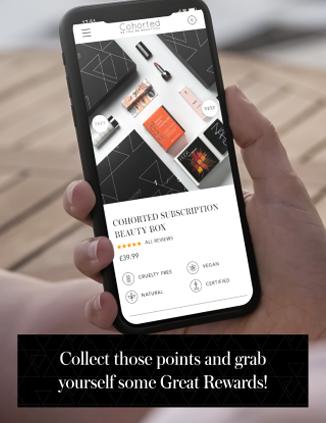 Cohorted
COHORTED SUBSCRIPTION
BEAUTY BOX
ALL REVIEWS
£39.99
CRUELTY FREE
VEGAN
NATURAL
CERTIFIED
Collect those points and grab
yourself some Great Rewards!